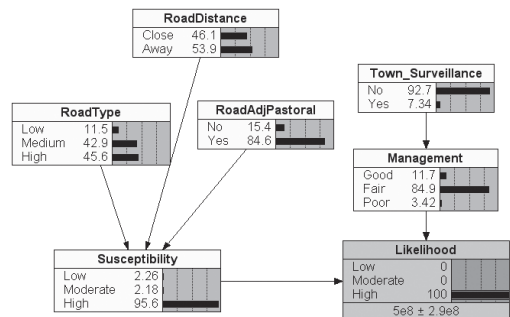 RoadDistance
Close 46.1
Away 53.9
Town_Surveillance
No 92.7
Yes 7.34
RoadType
Low 11.5
Medium 42.9
High 45.6
RoadAdjPastoral
No 15.4
Yes 84.6
Management
Good 11.7
Fair 84.9
Poor 3.42
Susceptibility
Low 2.26
Moderate 2.18
High 95.6
Likelihood
Low 0
Moderate 0
High 100
5e8 ± 2.9e8